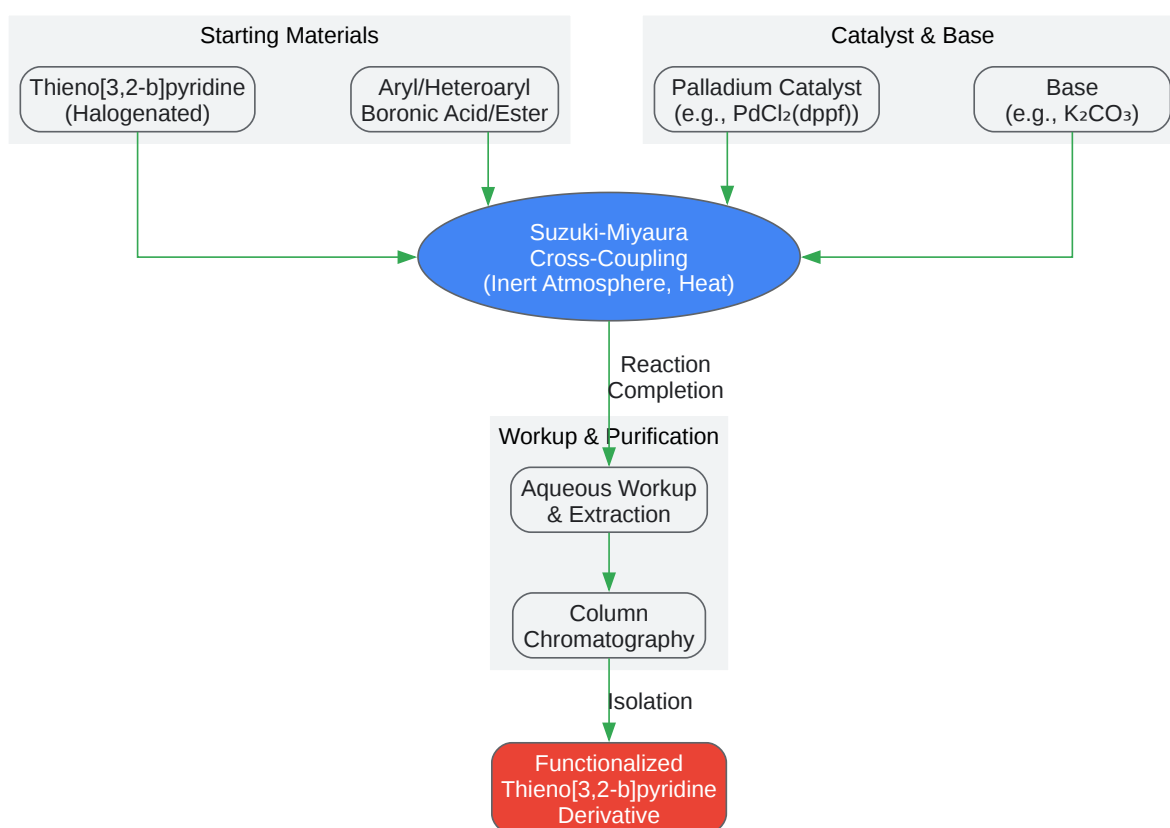 Starting Materials
Catalyst & Base
Thieno[3,2-b]pyridine
(Halogenated)
Aryl/Heteroaryl
Boronic Acid/Ester
Palladium Catalyst
(e.g., PdCl₂(dppf))
Base
(e.g., K₂CO₃)
Suzuki-Miyaura
Cross-Coupling
(Inert Atmosphere, Heat)
Reaction
Completion
Workup & Purification
Aqueous Workup
& Extraction
Column
Chromatography
Isolation
Functionalized
Thieno[3,2-b]pyridine
Derivative